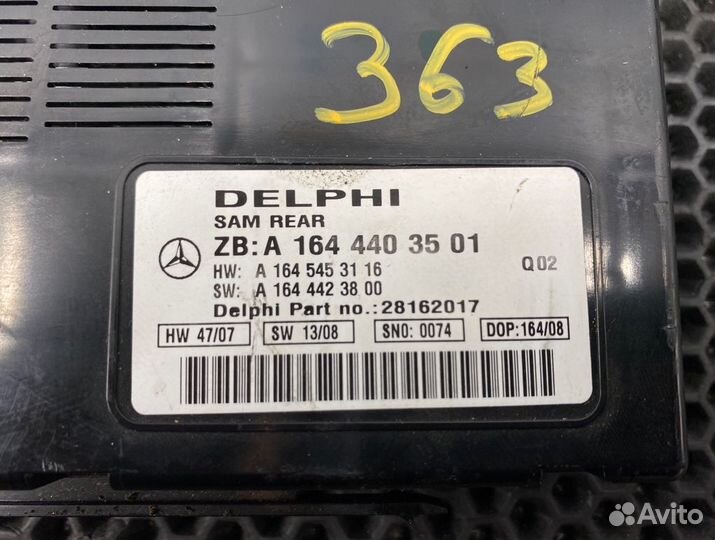 363
DELPHI
SAM REAR
ZB: A 164 440 35 01
HW: A 164 545 31 16
Q02
SW: A 164 442 38 00
Delphi Part no.:28162017
HW 47/07 SW 13/08 SNO: 0074 DOP:164/08
Avito